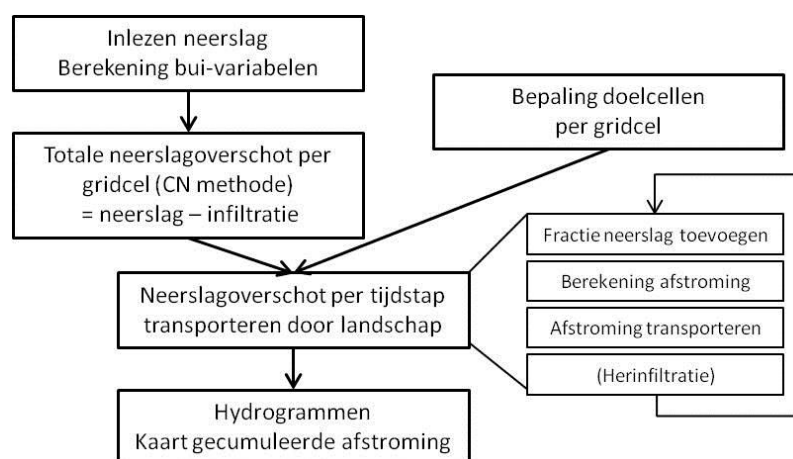 Inlezen neerslag
Berekening bui-variabelen
Bepaling doelcellen
per gridcel
Totale neerslagoverschot per
gridcel (CN methode)
= neerslag – infiltratie
Neerslagoverschot per tijdstap
transporteren door landschap
Fractie neerslag toevoegen
Berekening afstroming
Afstroming transporteren
(Herinfiltratie)
Hydrogrammen
Kaart gecumuleerde afstroming